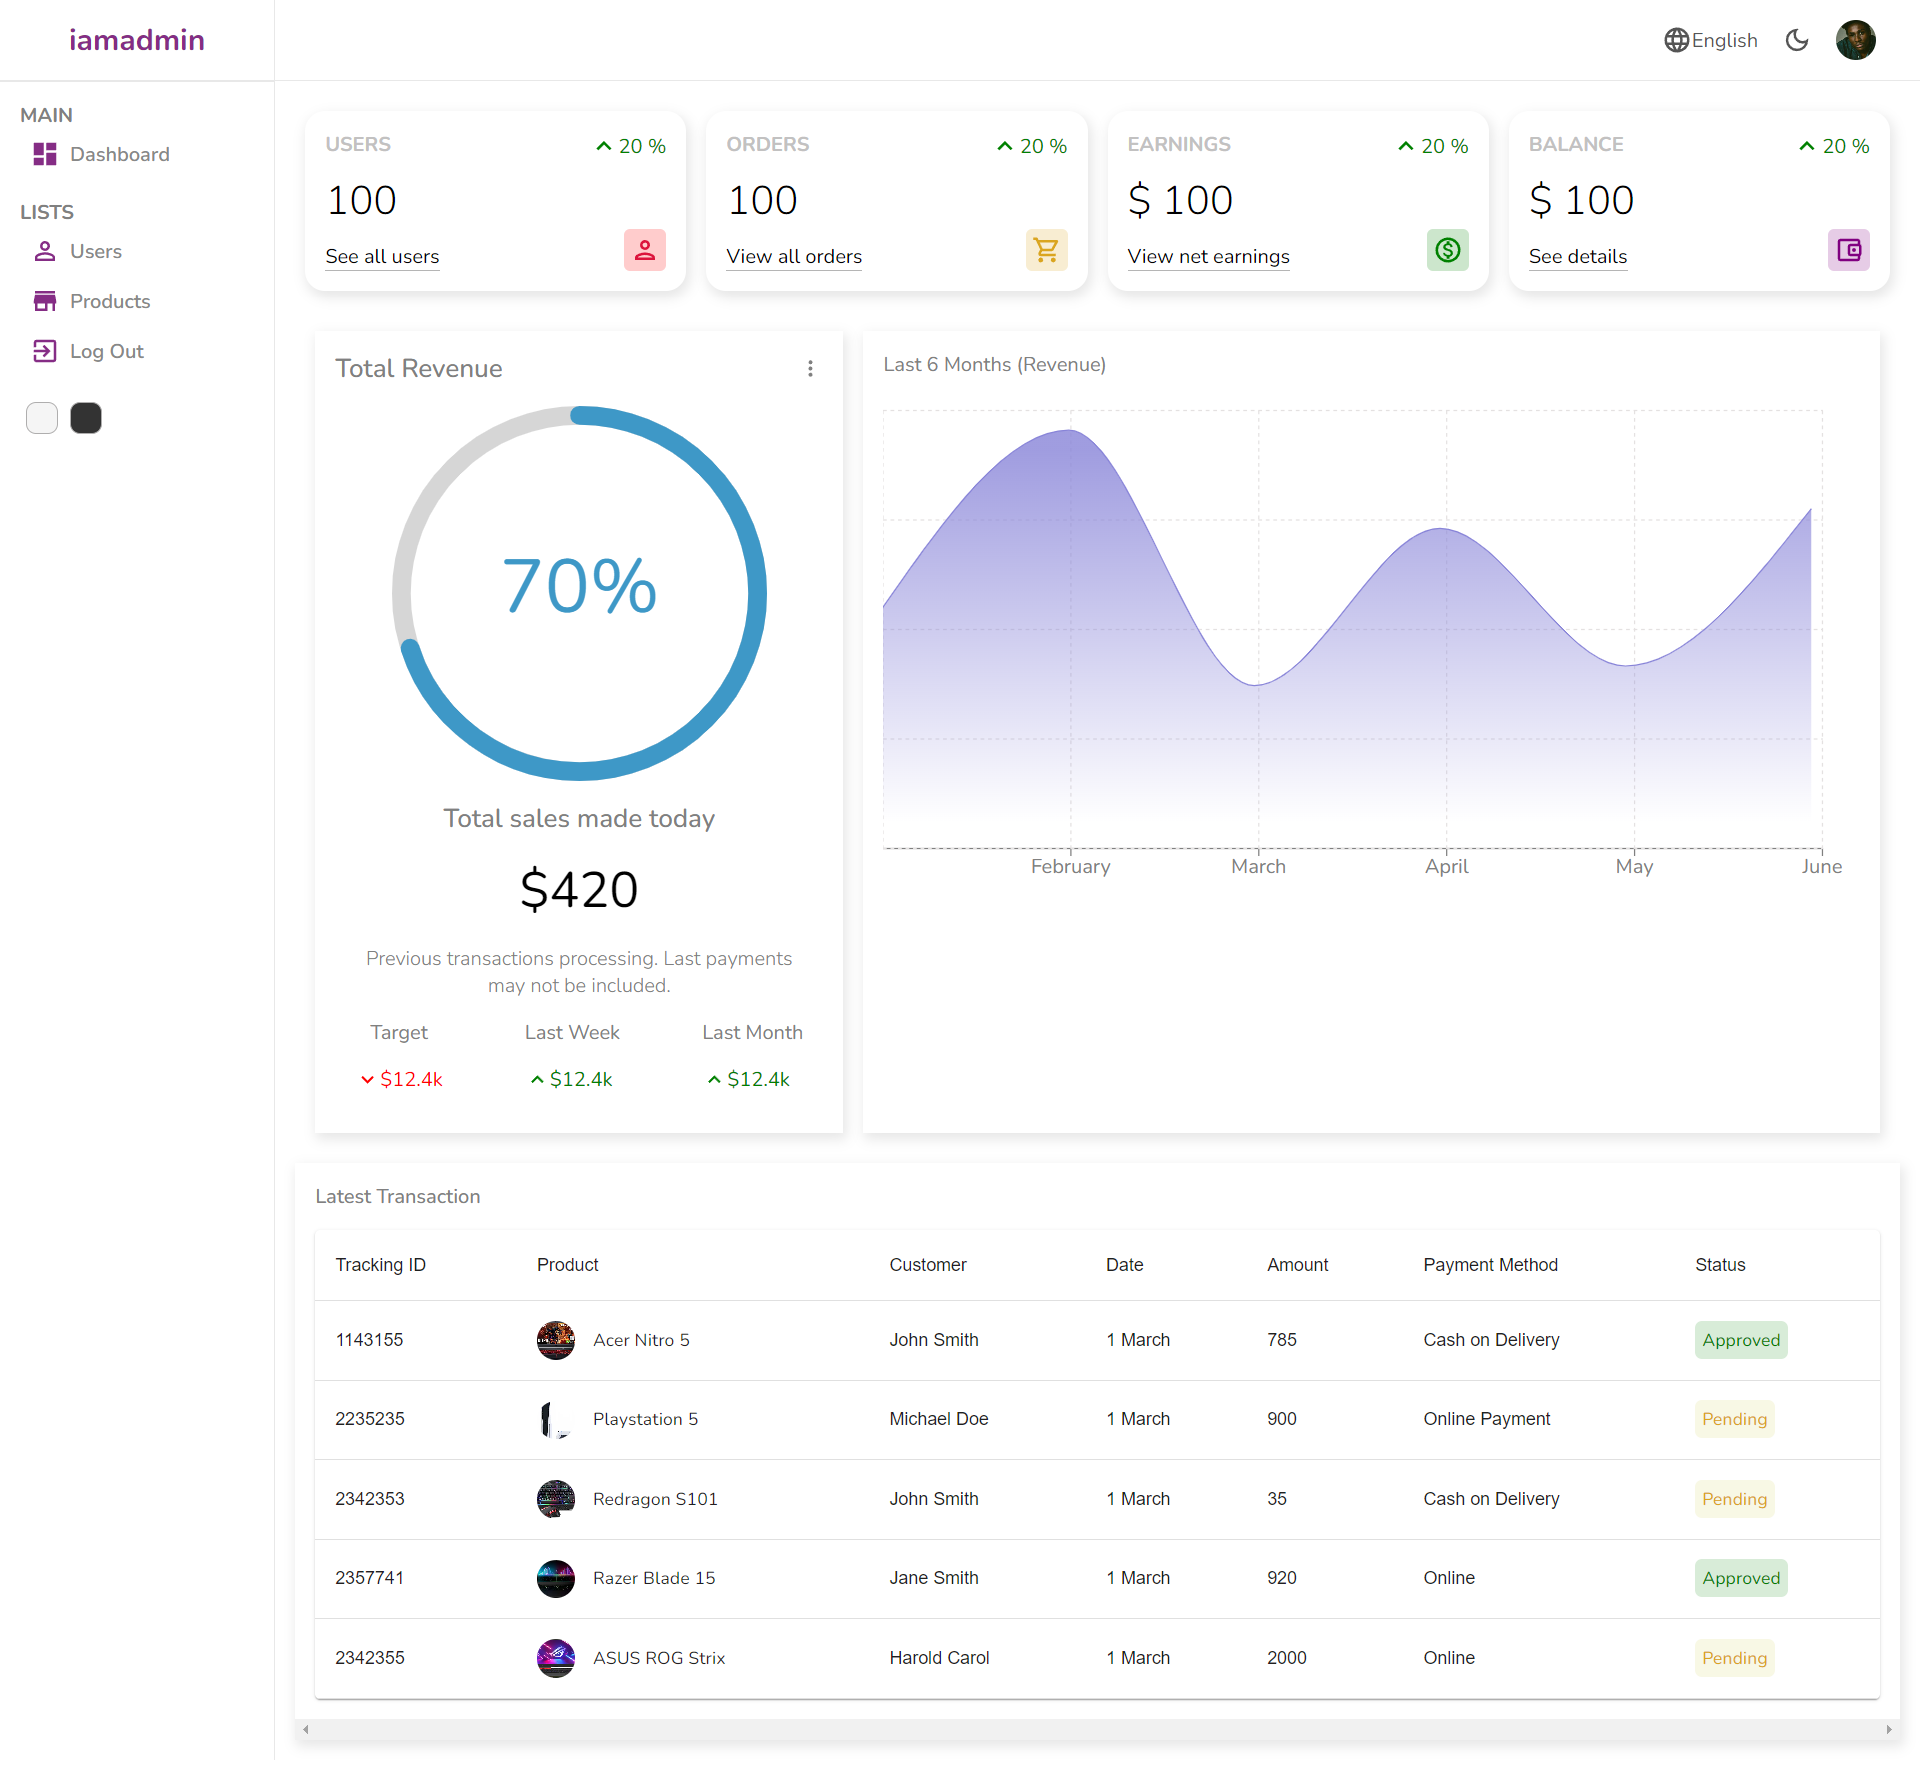 iamadmin
English
MAIN
Dashboard
LISTS
Users
Products
Log Out
USERS
20 %
100
See all users
ORDERS
20 %
100
View all orders
EARNINGS
20 %
$ 100
View net earnings
BALANCE
20 %
$ 100
See details
Total Revenue
70%
Total sales made today
$420
Previous transactions processing. Last payments
may not be included.
Target Last Week Last Month
$12.4k $12.4k $12.4k
Last 6 Months (Revenue)
February March April May June
Latest Transaction
Tracking ID Product Customer Date Amount Payment Method Status
1143155 Acer Nitro 5 John Smith 1 March 785 Cash on Delivery Approved
2235235 Playstation 5 Michael Doe 1 March 900 Online Payment Pending
2342353 Redragon S101 John Smith 1 March 35 Cash on Delivery Pending
2357741 Razer Blade 15 Jane Smith 1 March 920 Online Approved
2342355 ASUS ROG Strix Harold Carol 1 March 2000 Online Pending